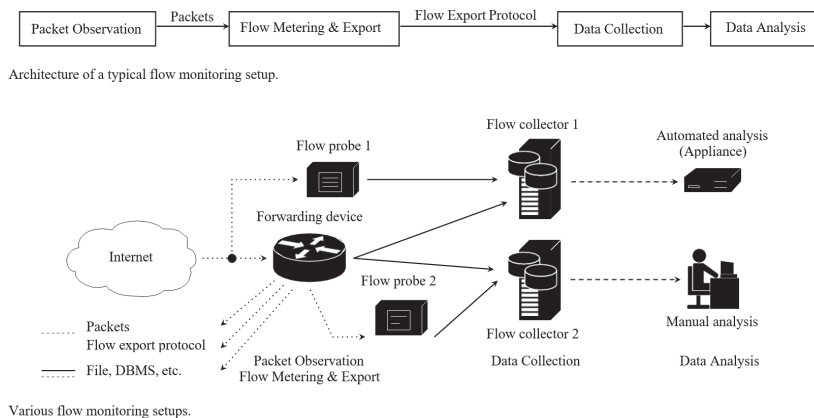 Packet Observation
Packets
Flow Metering & Export
Flow Export Protocol
Data Collection
Data Analysis
Architecture of a typical flow monitoring setup.
Flow collector 1
Flow probe 1
Automated analysis
(Appliance)
Forwarding device
Internet
Flow probe 2
Packets
Flow export protocol
File, DBMS, etc.
Flow collector 2
Manual analysis
Packet Observation
Flow Metering & Export
Data Collection
Data Analysis
Various flow monitoring setups.